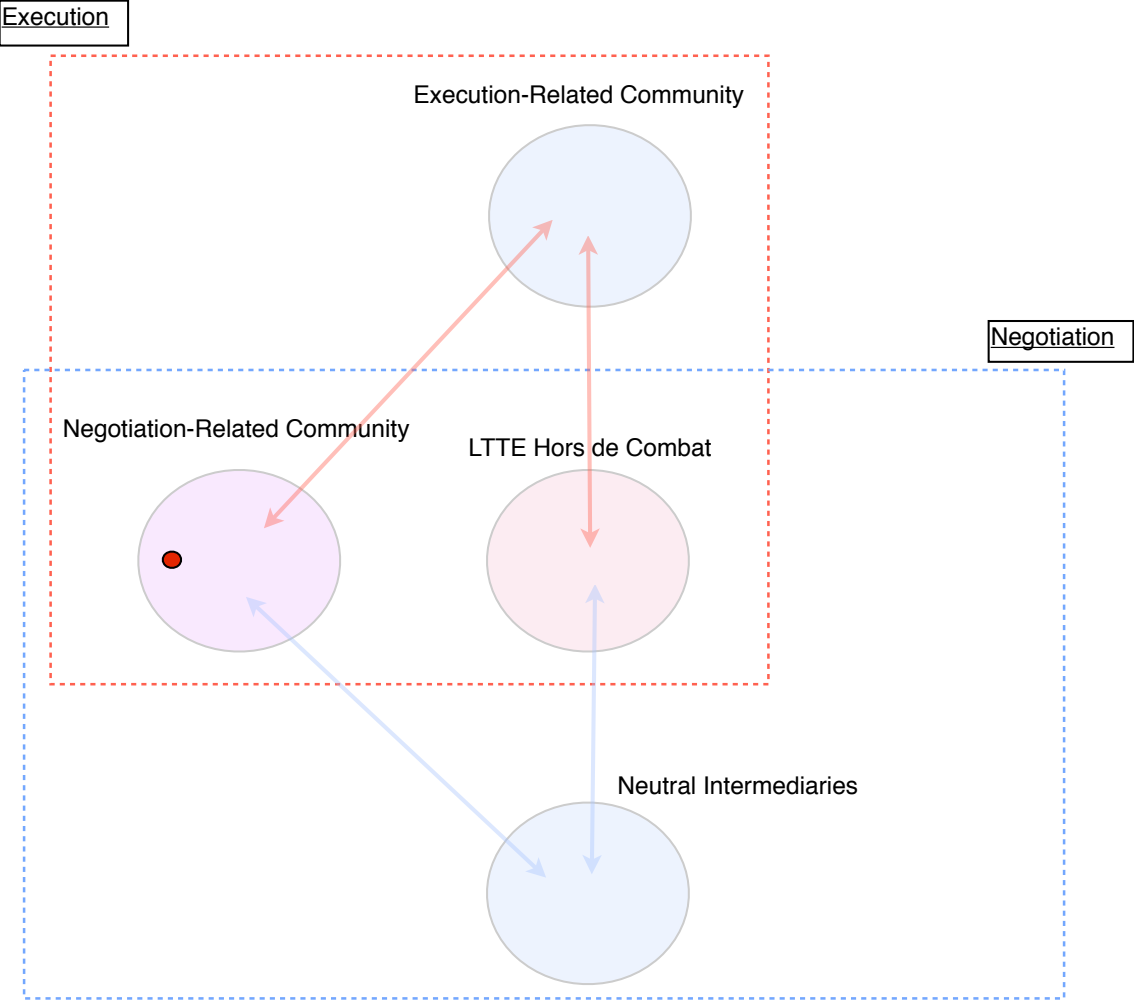 Execution
Execution-Related Community
Negotiation
Negotiation-Related Community
LTTE Hors de Combat
Neutral Intermediaries